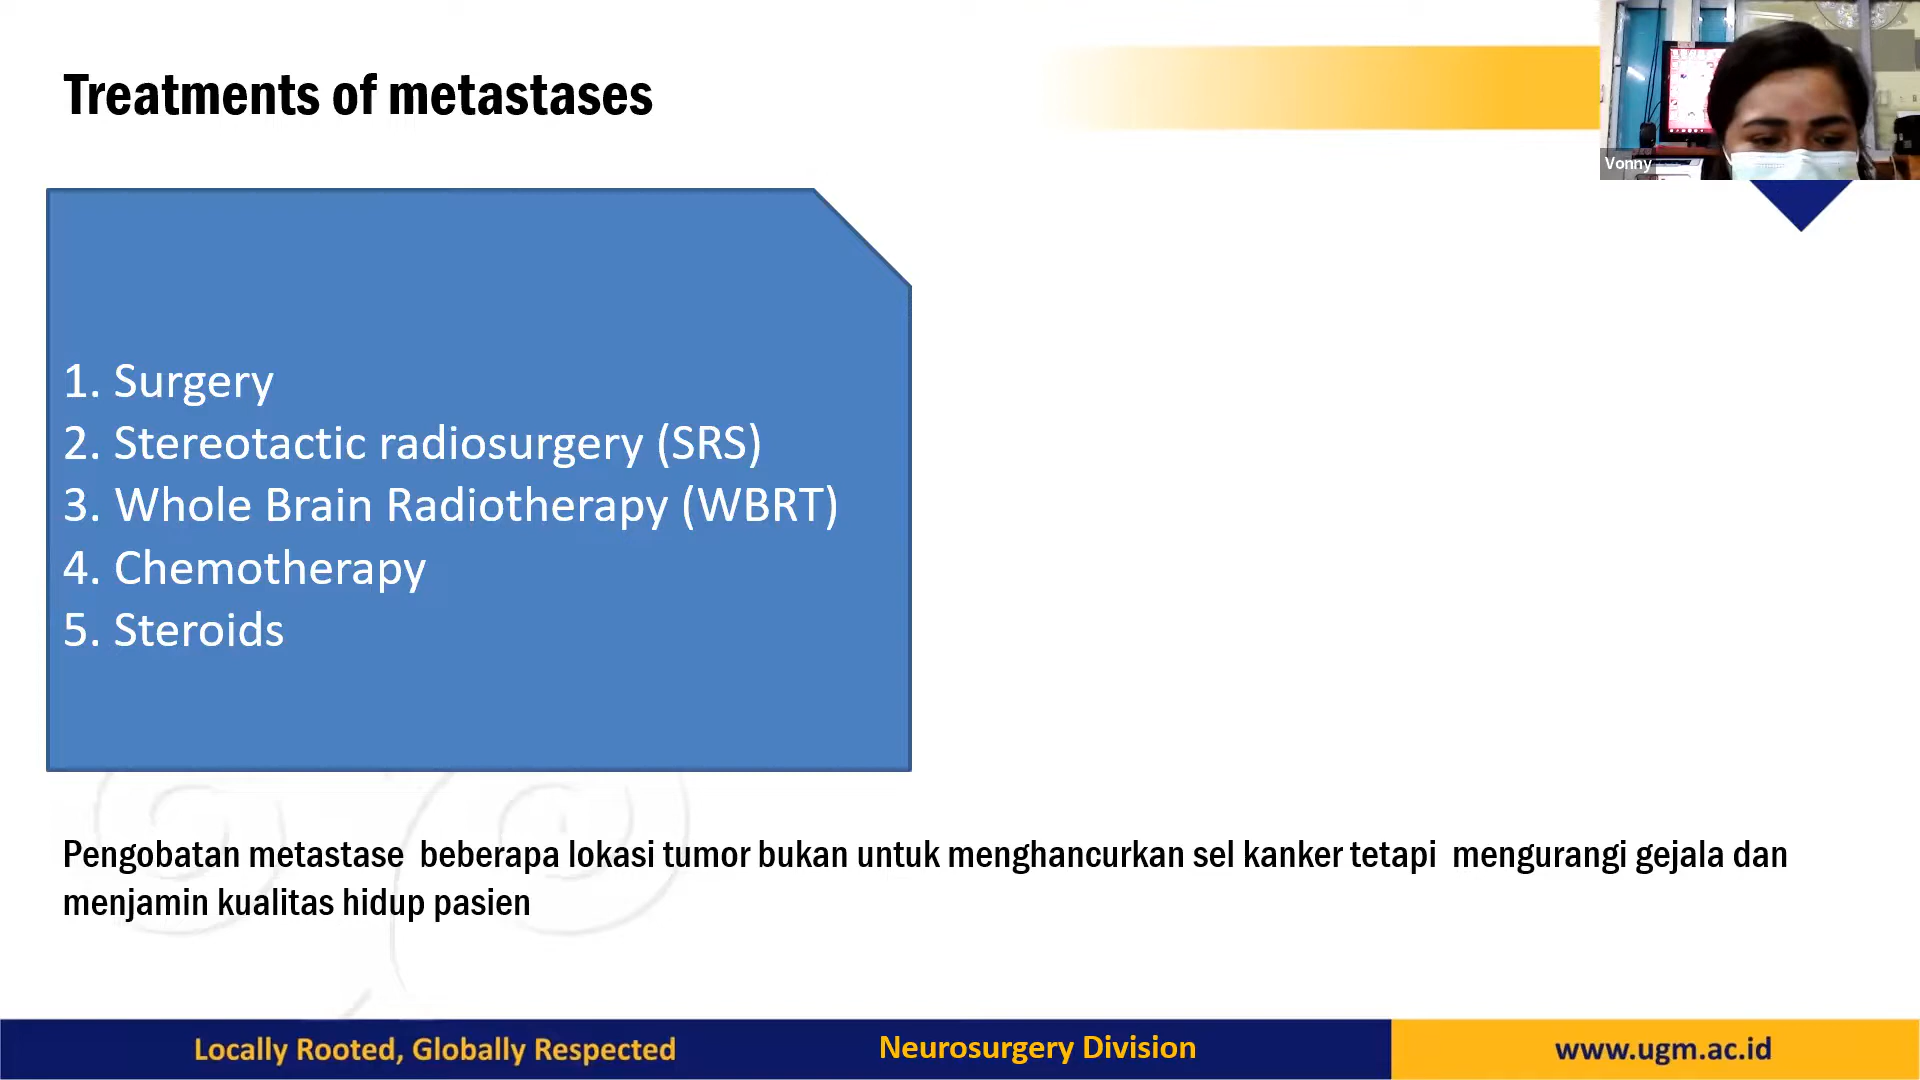 Treatments of metastases
Vonny
1. Surgery
2. Stereotactic radiosurgery (SRS)
3. Whole Brain Radiotherapy (WBRT)
4. Chemotherapy
5. Steroids
Pengobatan metastase beberapa lokasi tumor bukan untuk menghancurkan sel kanker tetapi mengurangi gejala dan
menjamin kualitas hidup pasien
Locally Rooted, Globally Respected
Neurosurgery Division
www.ugm.ac.id